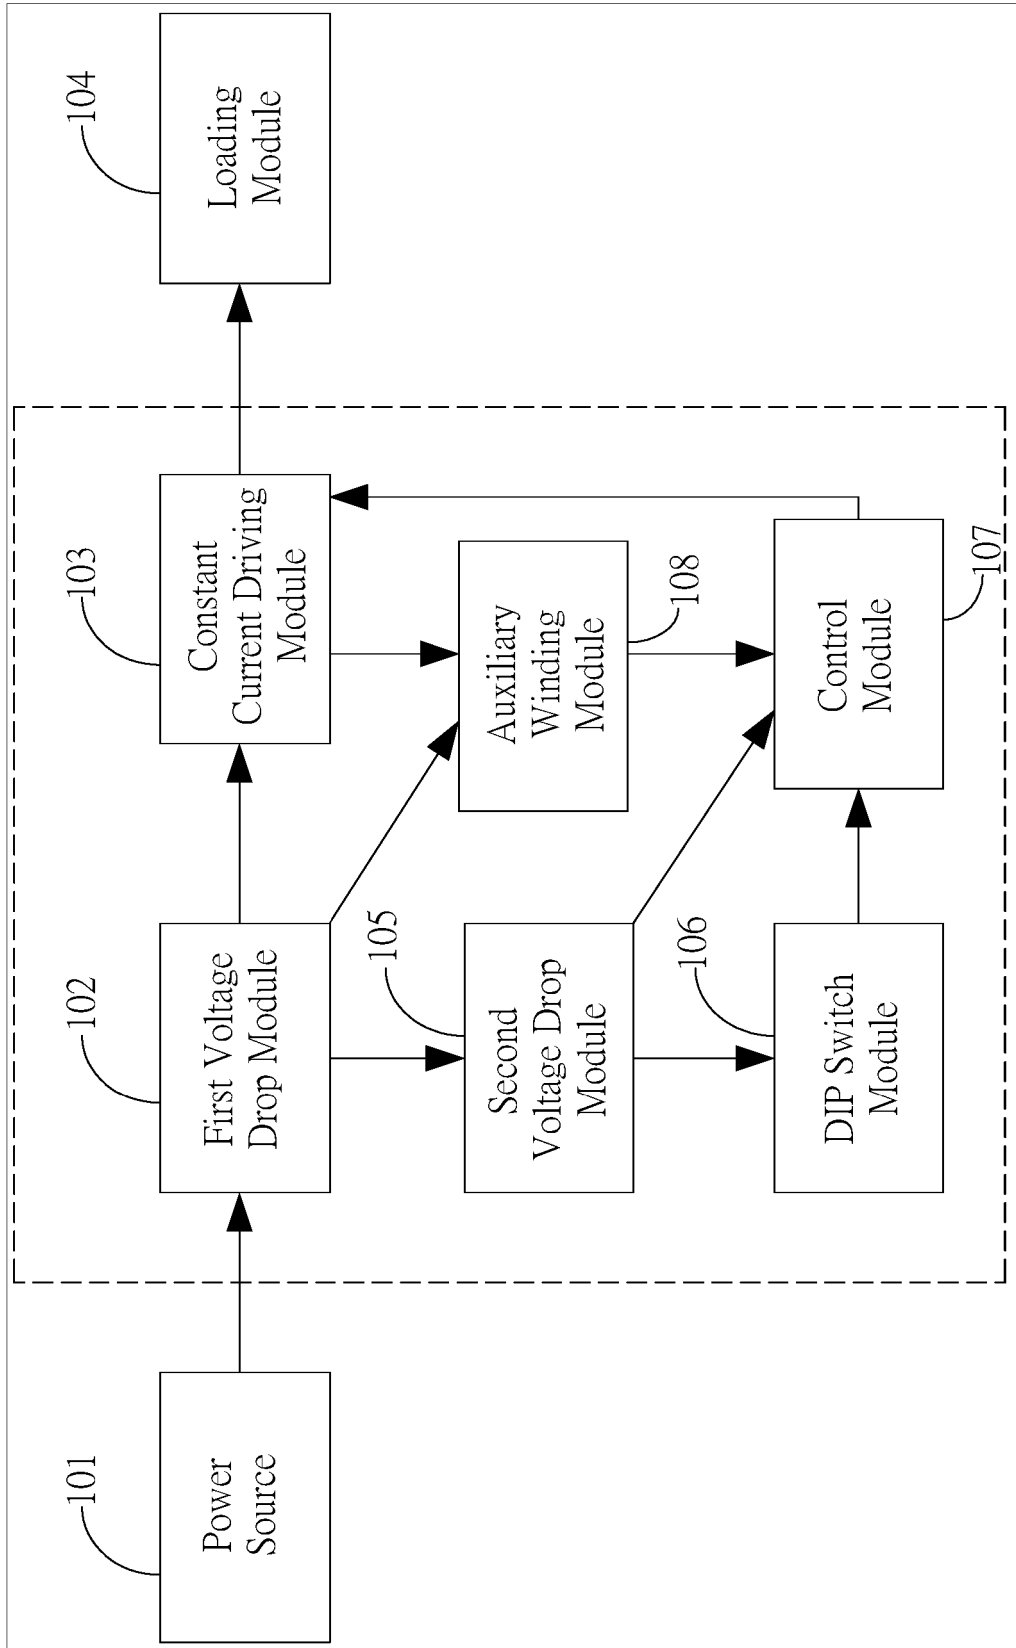 101
Power
Source
102
First Voltage
Drop Module
103
Constant
Current Driving
Module
104
Loading
Module
105
Second
Voltage Drop
Module
108
Auxiliary
Winding
Module
106
DIP Switch
Module
107
Control
Module